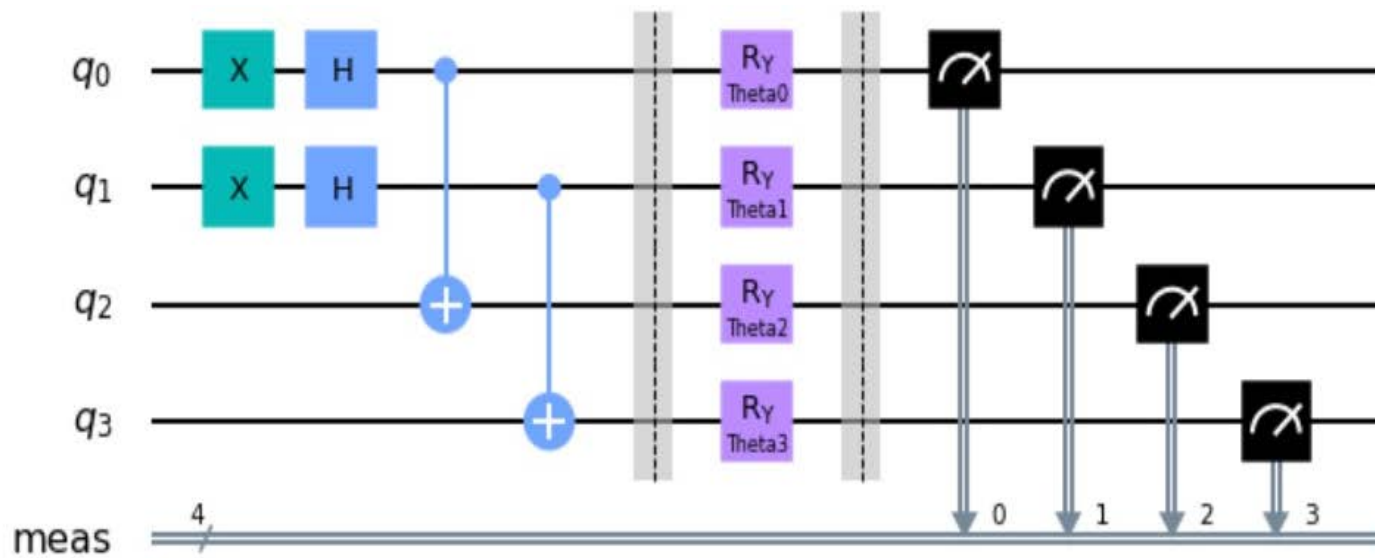 q0 X H RY Theta0
q1 X H RY Theta1
q2 RY Theta2
q3 RY Theta3
meas 4 0 1 2 3